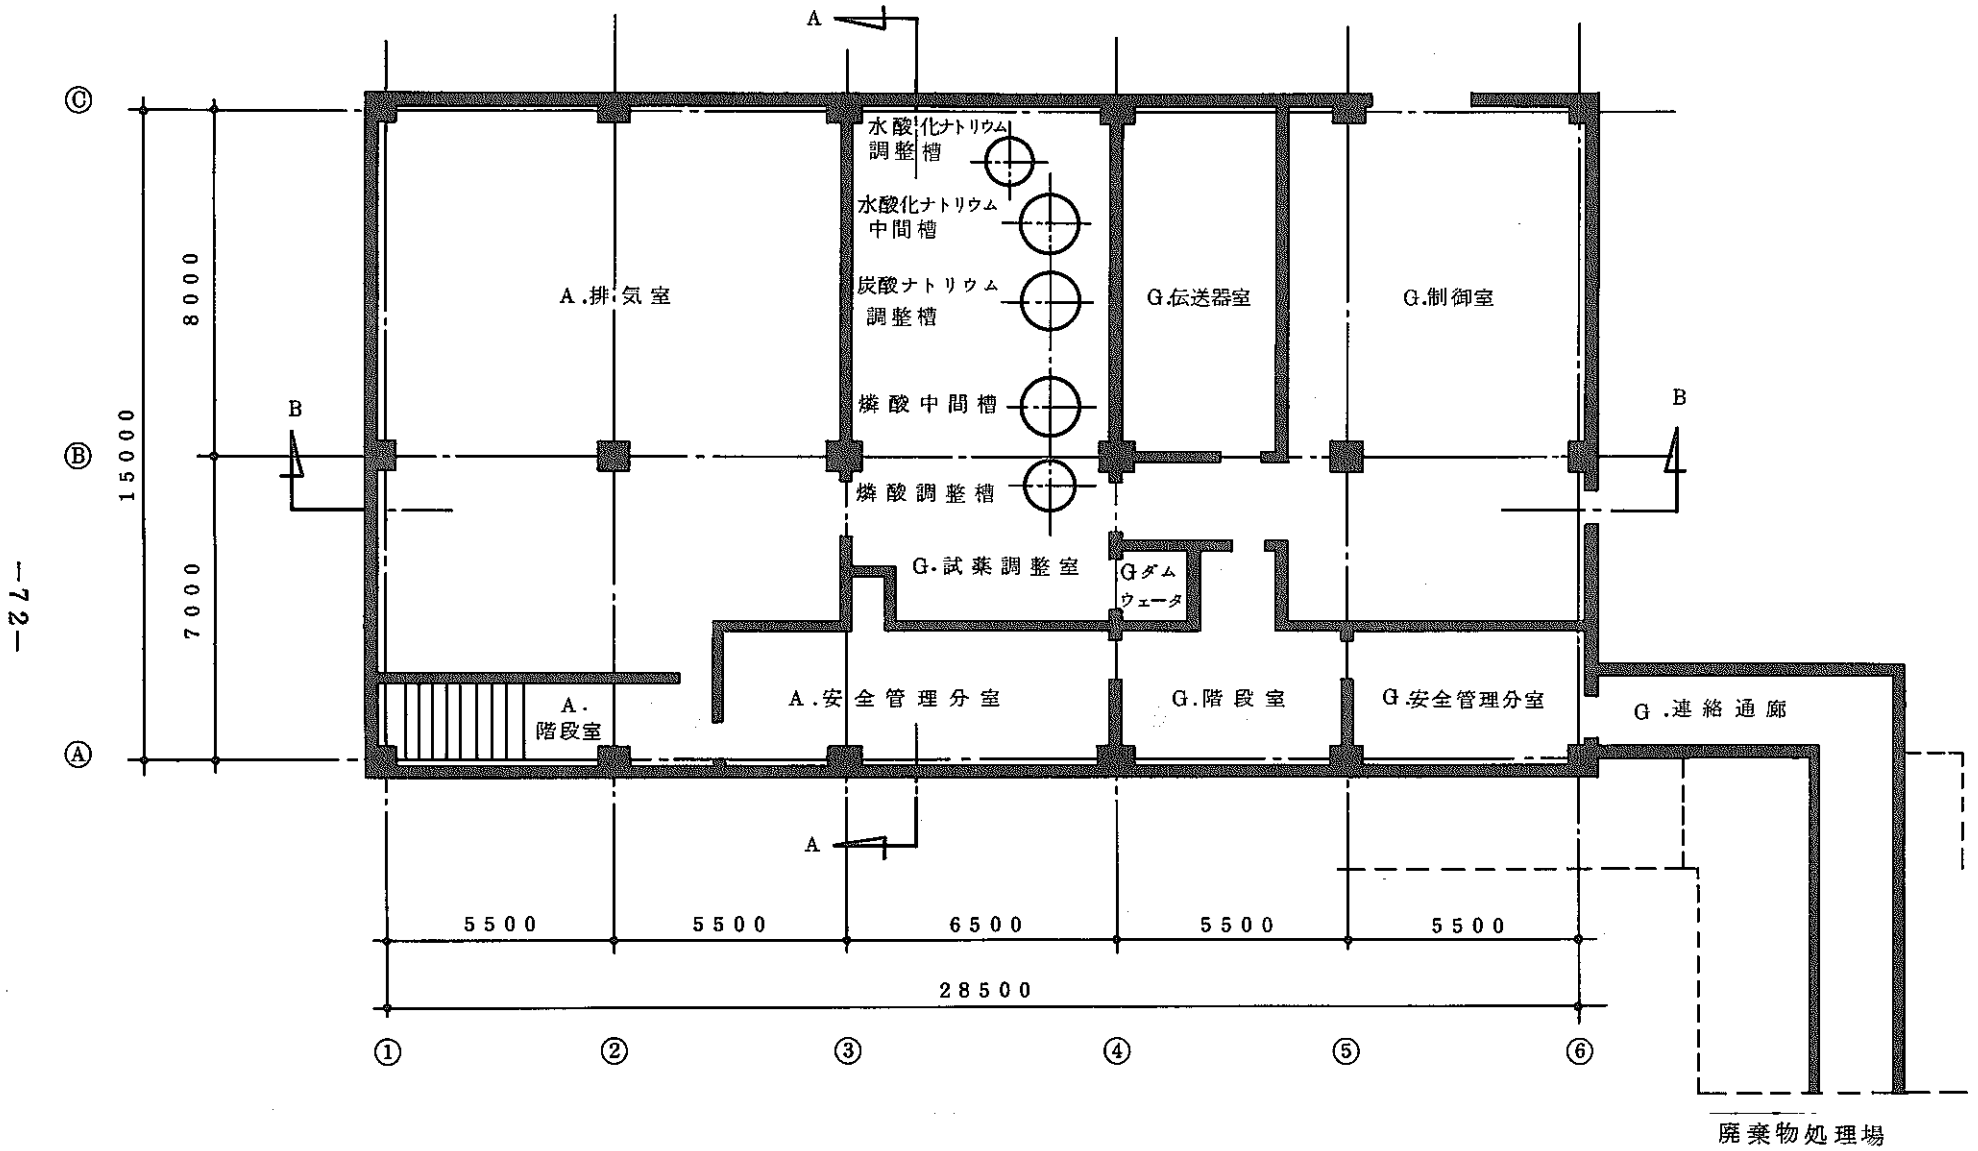 A
Ⓒ
水酸化ナトリウム
調整槽
水酸化ナトリウム
中間槽
炭酸ナトリウム
調整槽
A.排気室
G.伝送器室
G.制御室
8000
15000
燐酸中間槽
B
B
Ⓑ
燐酸調整槽
G.試薬調整室
Gダム
ウェータ
7000
-72-
A.
階段室
A.安全管理分室
G.階段室
G.安全管理分室
G.連絡通廊
Ⓐ
A
5500
5500
6500
5500
5500
28500
①
②
③
④
⑤
⑥
廃棄物処理場